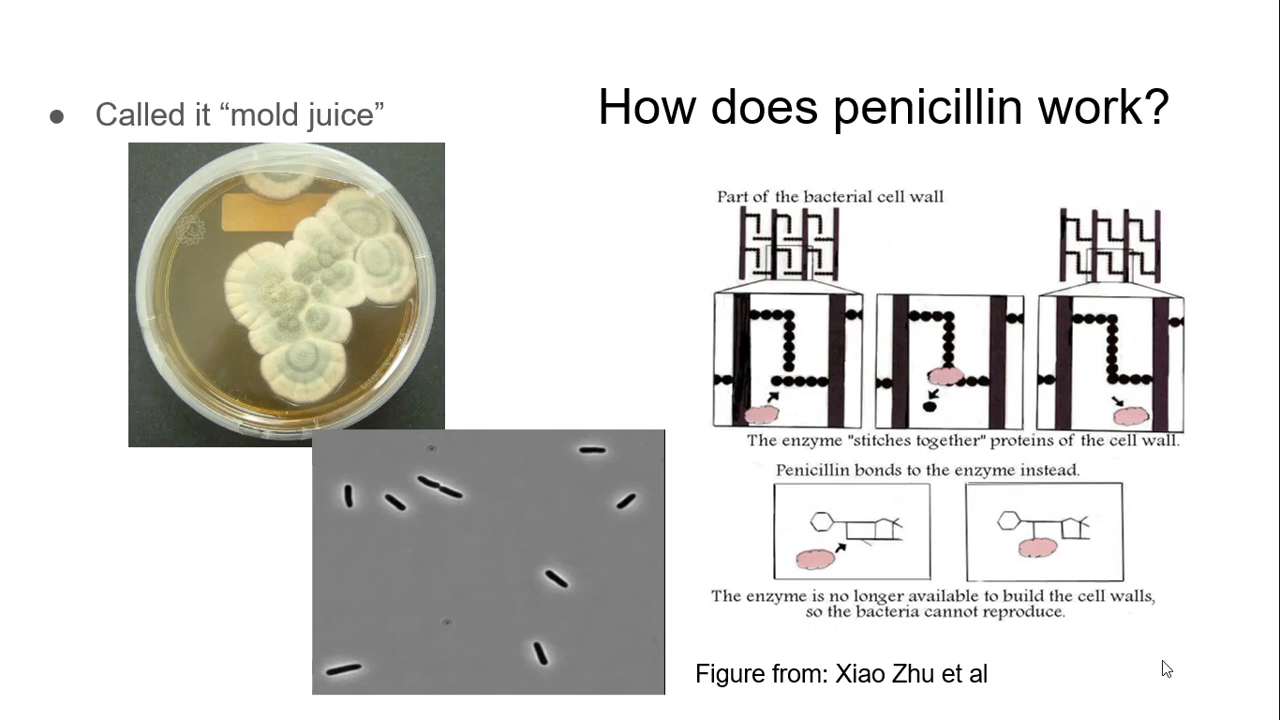 How does penicillin work?
● Called it “mold juice”
Part of the bacterial cell wall
The enzyme "stitches together" proteins of the cell wall.
Penicillin bonds to the enzyme instead.
The enzyme is no longer available to build the cell walls,
so the bacteria cannot reproduce.
Figure from: Xiao Zhu et al